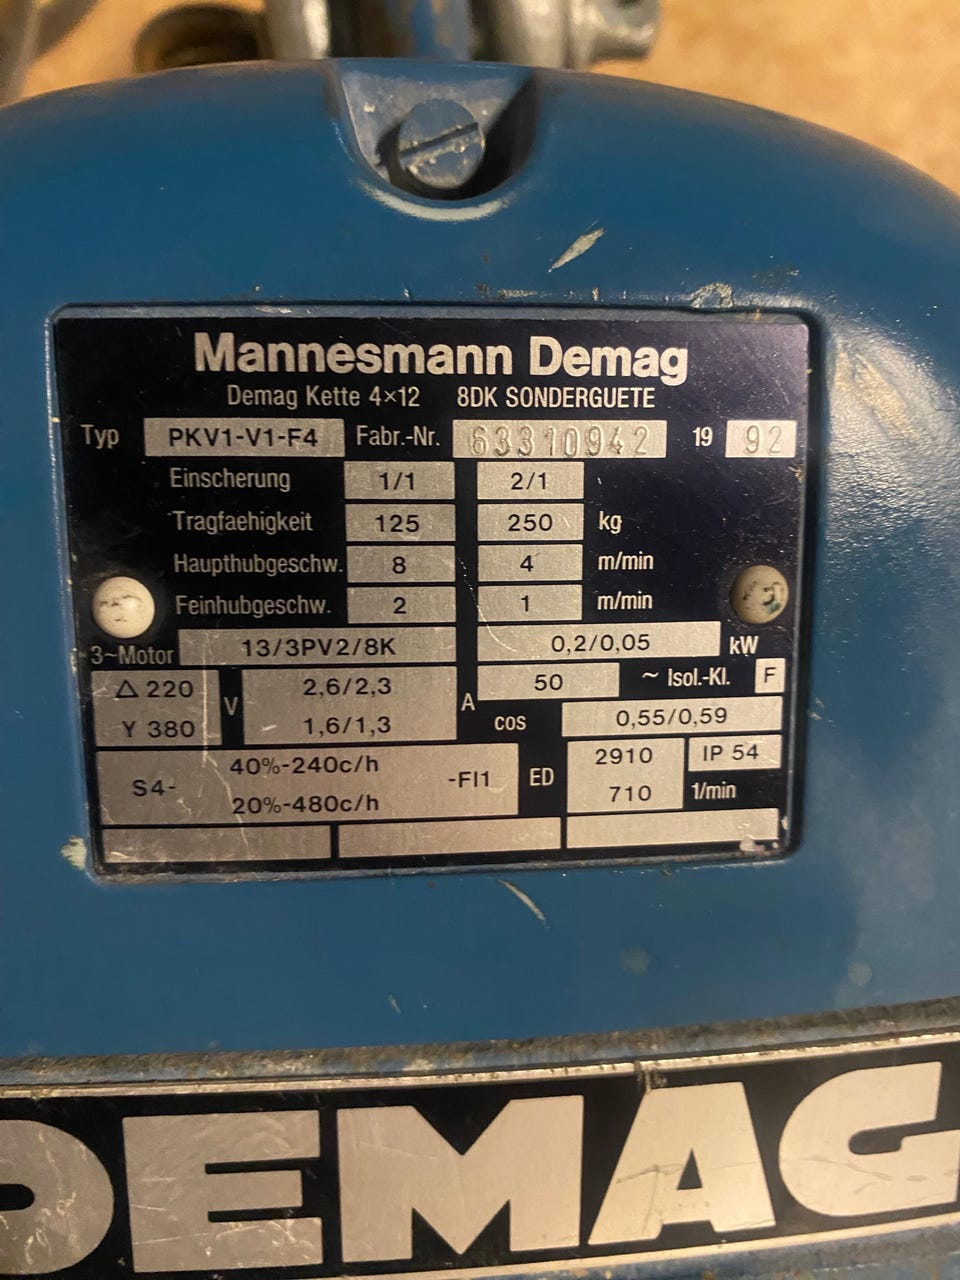 Mannesmann Demag
Demag Kette 4×12 8DK SONDERGUETE
Typ PKV1-V1-F4 Fabr.-Nr. 63310942 19 92
Einscherung 1/1 2/1
Tragfaehigkeit 125 250 kg
Haupthubgeschw. 8 4 m/min
Feinhubgeschw. 2 1 m/min
3~Motor 13/3PV2/8K 0,2/0,05 kW
Δ 220 V 2,6/2,3 A 50 ~ Isol.-Kl. F
Y 380 1,6/1,3 cos 0,55/0,59
S4- 40%-240c/h -FI1 ED 2910 IP 54
20%-480c/h 710 1/min
DEMAG